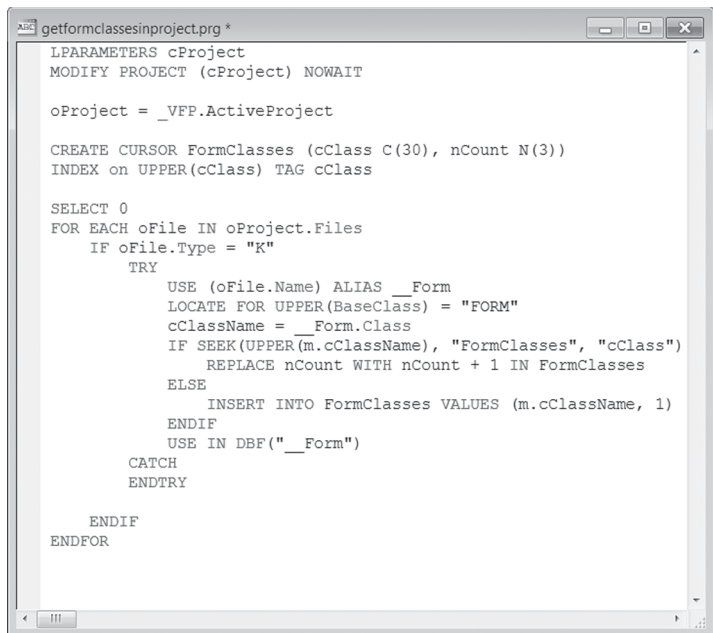 ABC getformclassesinproject.prg *
LPARAMETERS cProject
MODIFY PROJECT (cProject) NOWAIT
oProject = _VFP.ActiveProject
CREATE CURSOR FormClasses (cClass C(30), nCount N(3))
INDEX on UPPER(cClass) TAG cClass
SELECT 0
FOR EACH oFile IN oProject.Files
IF oFile.Type = "K"
TRY
USE (oFile.Name) ALIAS __Form
LOCATE FOR UPPER(BaseClass) = "FORM"
cClassName = __Form.Class
IF SEEK(UPPER(m.cClassName), "FormClasses", "cClass")
REPLACE nCount WITH nCount + 1 IN FormClasses
ELSE
INSERT INTO FormClasses VALUES (m.cClassName, 1)
ENDIF
USE IN DBF("__Form")
CATCH
ENDTRY
ENDIF
ENDFOR